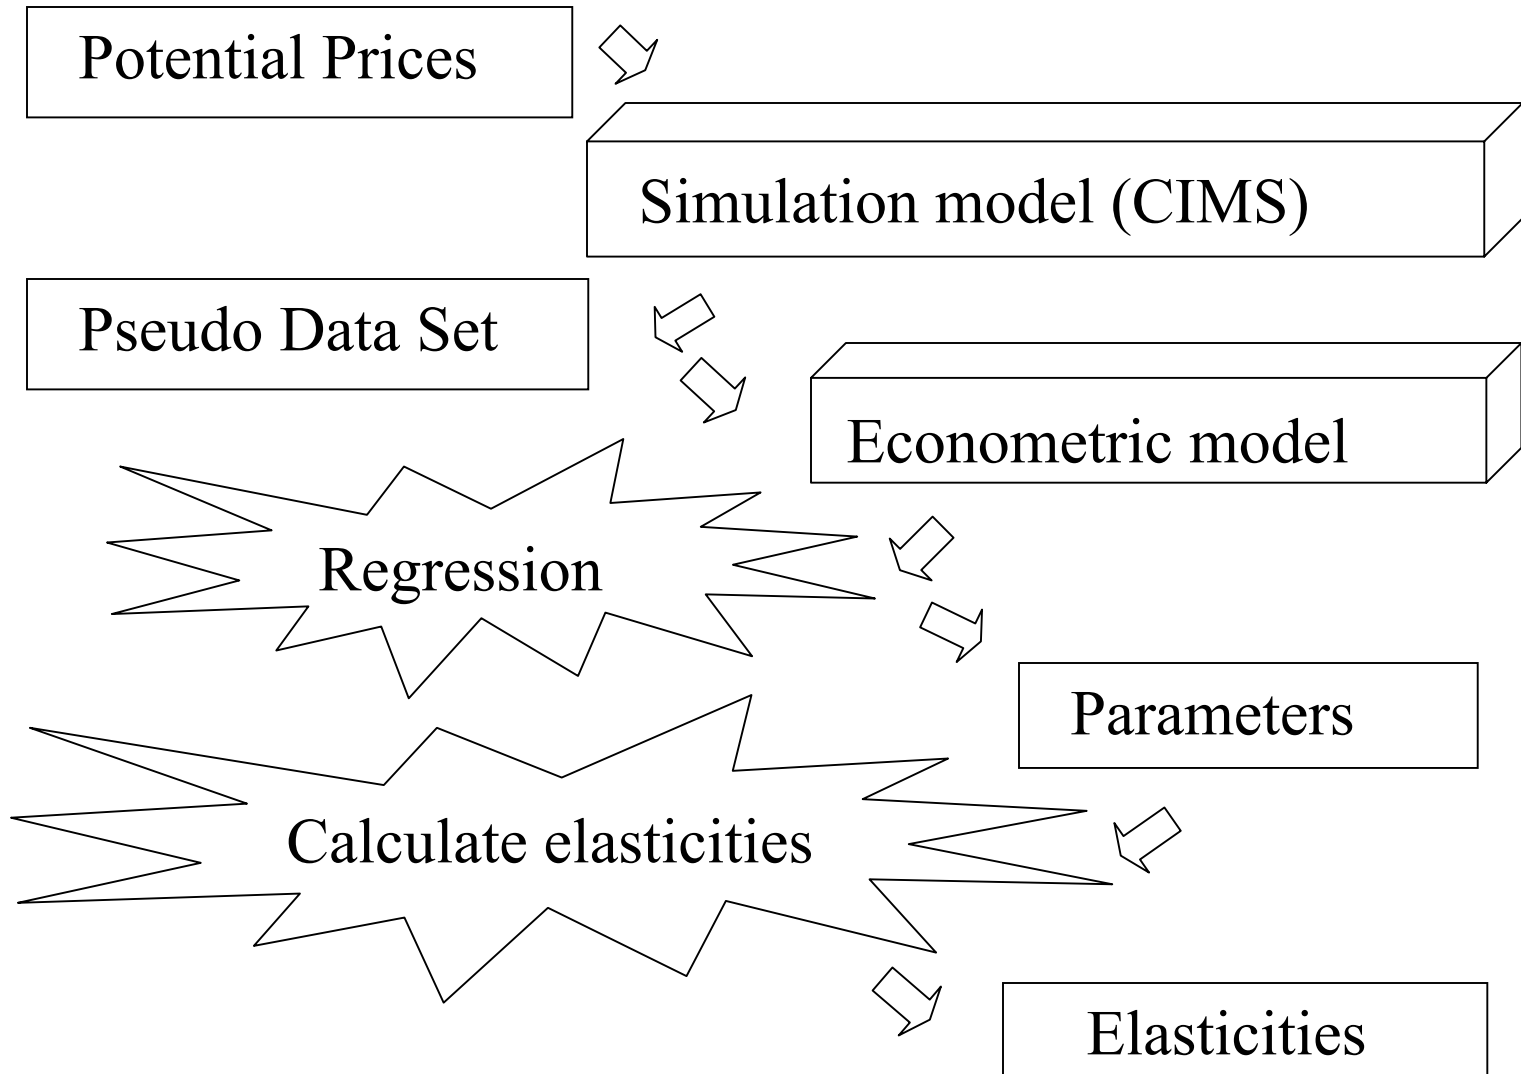 Potential Prices
Simulation model (CIMS)
Pseudo Data Set
Econometric model
Regression
Parameters
Calculate elasticities
Elasticities